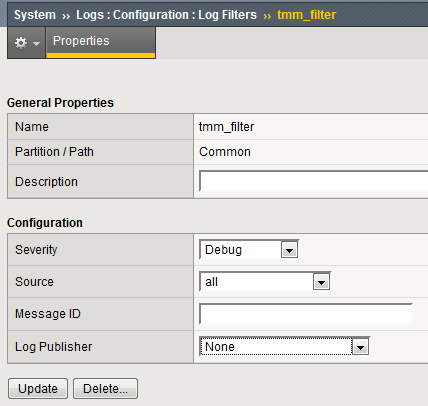 System ›› Logs : Configuration : Log Filters ›› tmm_filter
Properties
General Properties
Name tmm_filter
Partition / Path Common
Description
Configuration
Severity Debug
Source all
Message ID
Log Publisher None
Update Delete...